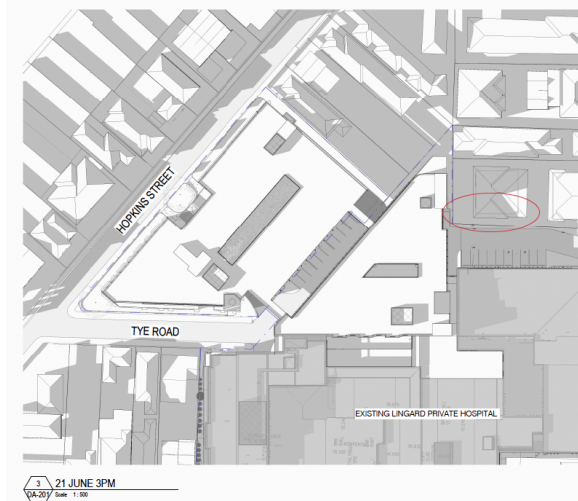 HOPKINS STREET
TYE ROAD
EXISTING LINGARD PRIVATE HOSPITAL
3
21 JUNE 3PM
DA-201
Scale 1 : 500